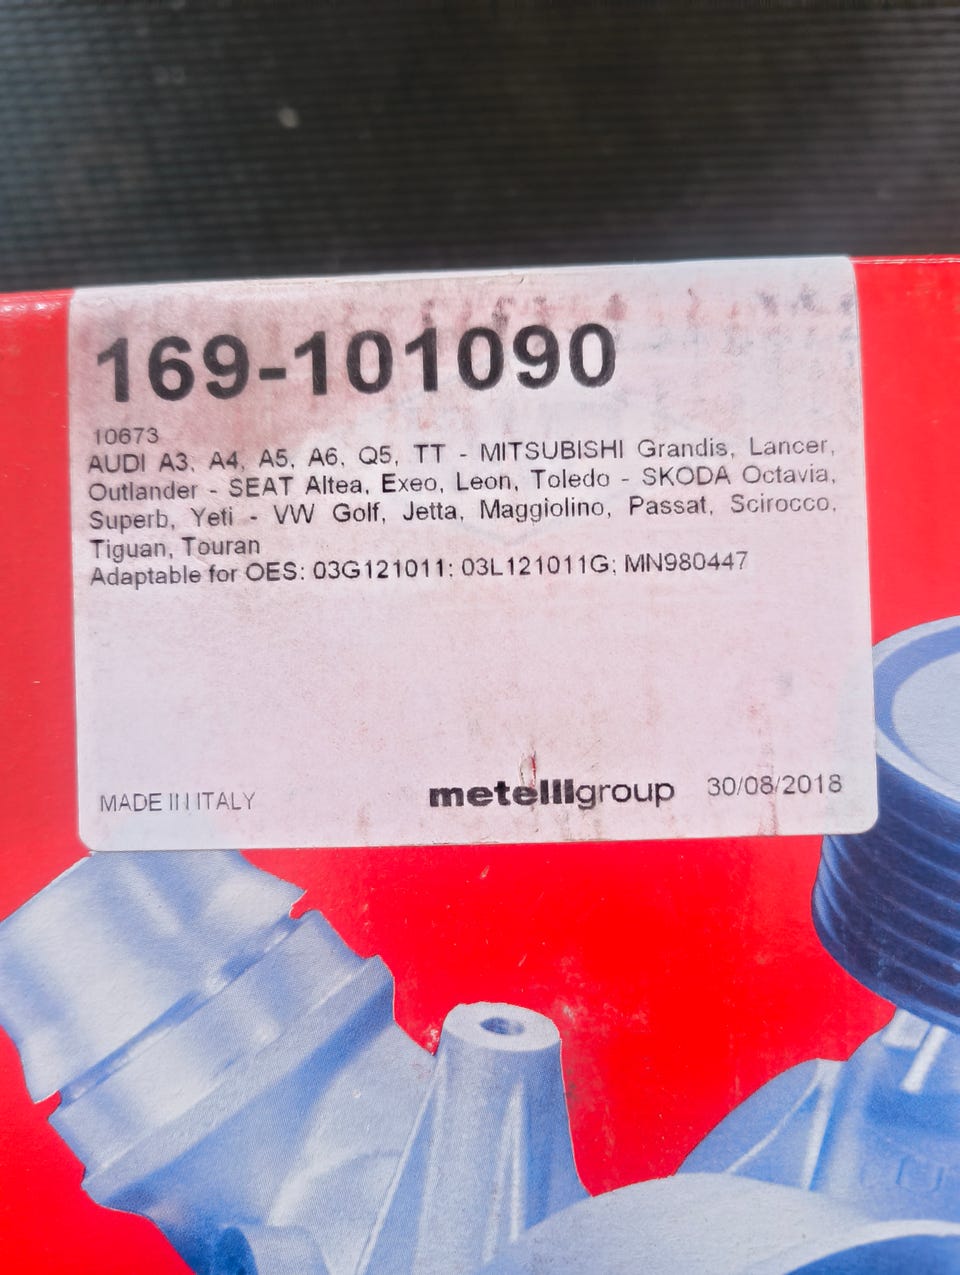 169-101090
10673
AUDI A3, A4, A5, A6, Q5, TT - MITSUBISHI Grandis, Lancer,
Outlander - SEAT Altea, Exeo, Leon, Toledo - SKODA Octavia,
Superb, Yeti - VW Golf, Jetta, Maggiolino, Passat, Scirocco,
Tiguan, Touran
Adaptable for OES: 03G121011; 03L121011G; MN980447
MADE IN ITALY
metelligroup 30/08/2018